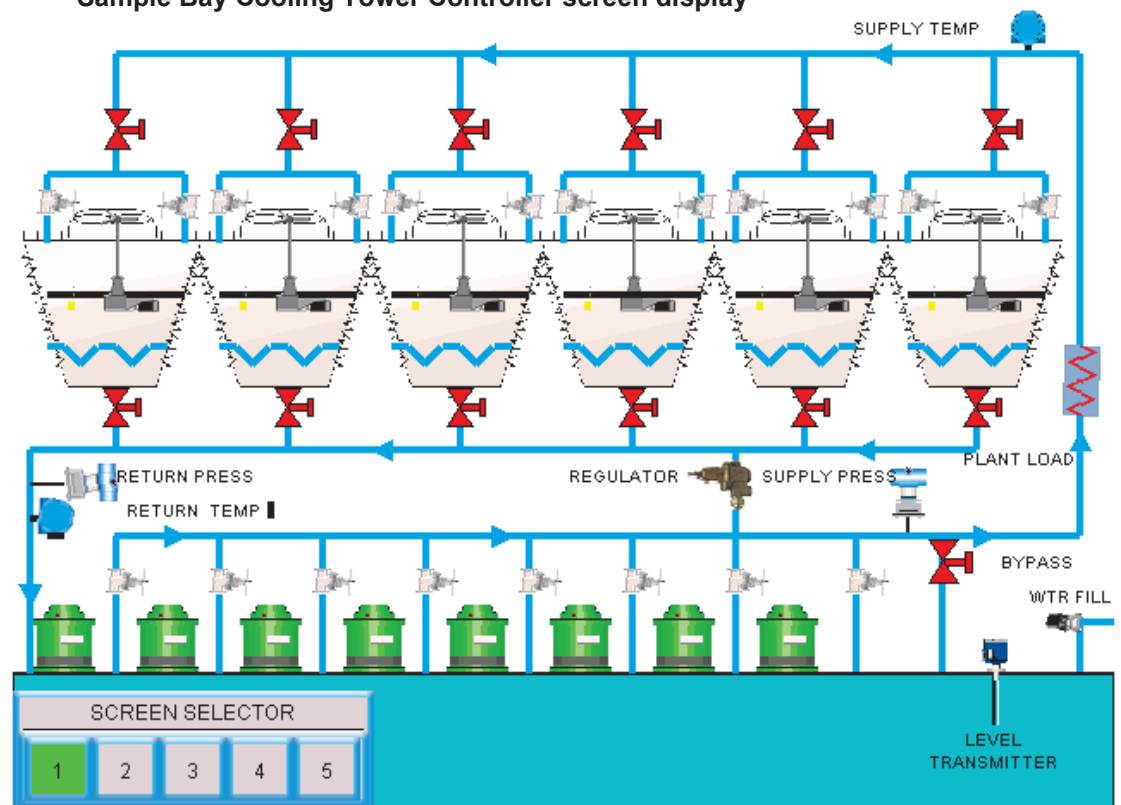 Sample Bay Cooling Tower Controller screen display
SUPPLY TEMP
PLANT LOAD
RETURN PRESS
REGULATOR
SUPPLY PRESS
RETURN TEMP
BYPASS
WTR FILL
SCREEN SELECTOR
1 2 3 4 5
LEVEL
TRANSMITTER